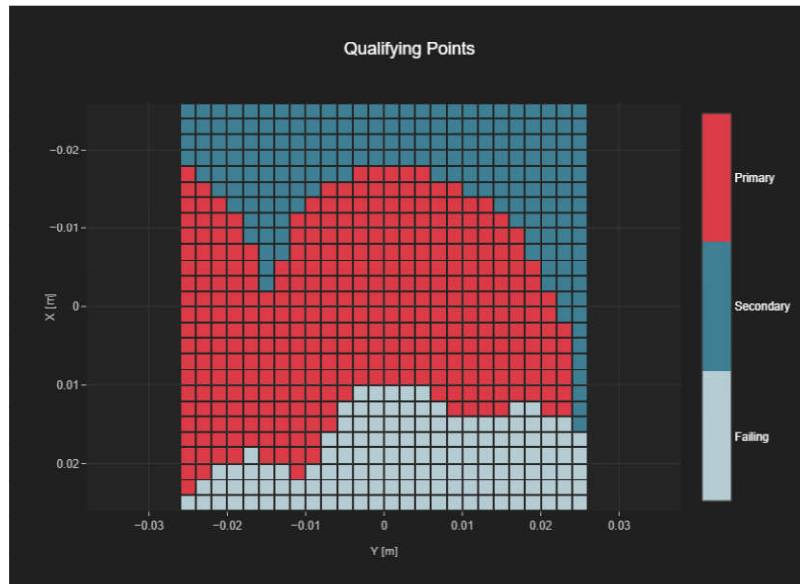 Qualifying Points
−0.02
−0.01
0
0.01
0.02
X [m]
−0.03
−0.02
−0.01
0
0.01
0.02
0.03
Y [m]
Primary
Secondary
Failing